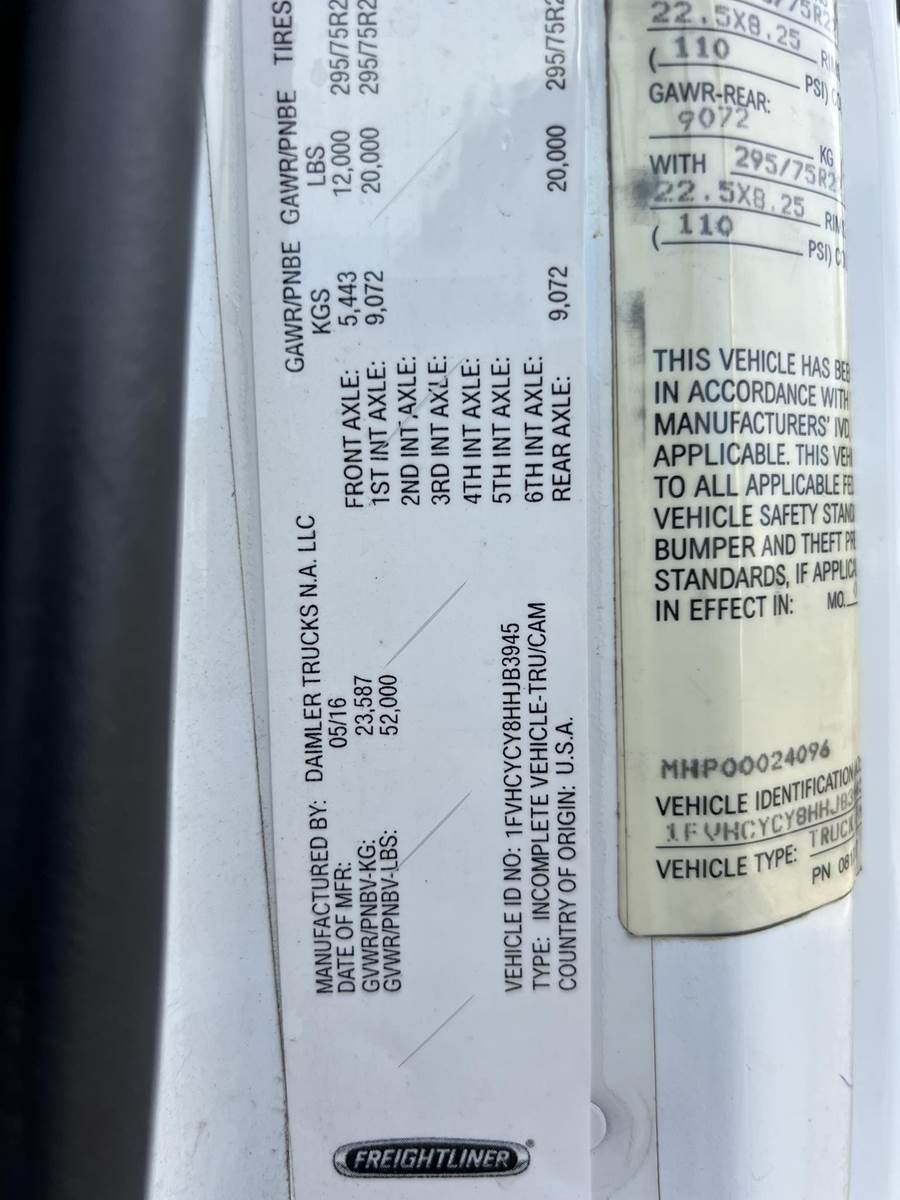 FREIGHTLINER®
MANUFACTURED BY: DAIMLER TRUCKS N.A. LLC
DATE OF MFR: 05/16
GVWR/PNBV-KG: 23,587
GVWR/PNBV-LBS: 52,000
VEHICLE ID NO: 1FVHCYCY8HHJB3945
TYPE: INCOMPLETE VEHICLE-TRU/CAM
COUNTRY OF ORIGIN: U.S.A.
GAWR/PNBE GAWR/PNBE TIRES
KGS LBS
FRONT AXLE: 5,443 12,000 295/75R2
1ST INT AXLE: 9,072 20,000 295/75R2
2ND INT AXLE:
3RD INT AXLE:
4TH INT AXLE:
5TH INT AXLE:
6TH INT AXLE:
REAR AXLE: 9,072 20,000 295/75R2
22.5X8.25 RIM
( 110 PSI)
GAWR-REAR:
9072 KG
WITH 295/75R2
22.5X8.25 RIM
( 110 PSI)
THIS VEHICLE HAS
IN ACCORDANCE WITH
MANUFACTURERS'
APPLICABLE. THIS
TO ALL APPLICABLE
VEHICLE SAFETY
BUMPER AND THEFT
STANDARDS, IF
IN EFFECT IN: MO.
MHP00024096
VEHICLE IDENTIFICATION
1FVHCYCY8HHJB3
VEHICLE TYPE: TRUCK
PN 081